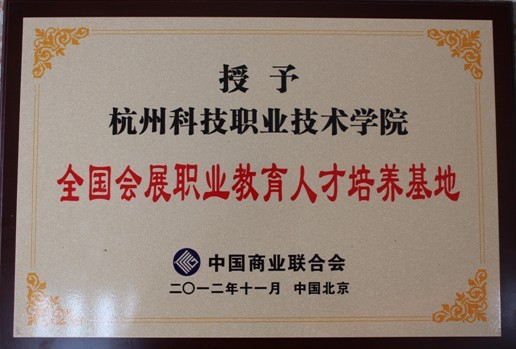 授予
杭州科技职业技术学院
全国会展职业教育人才培养基地
中国商业联合会
二〇一二年十一月 中国北京